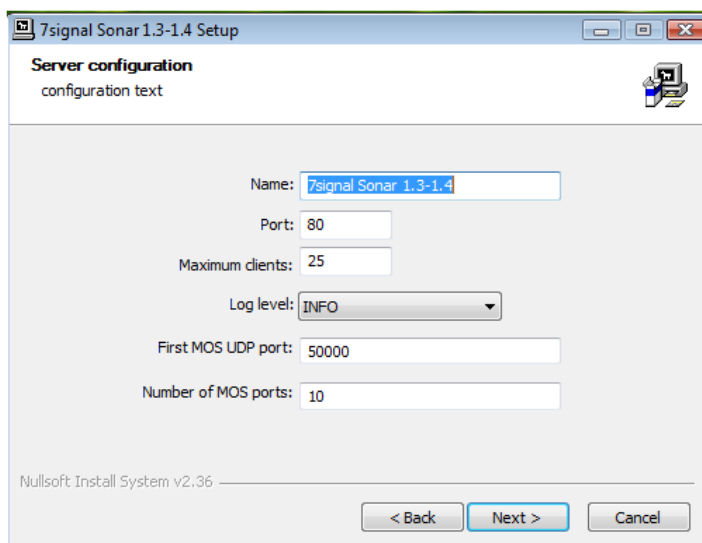 7signal Sonar 1.3-1.4 Setup
Server configuration
configuration text
Name: 7signal Sonar 1.3-1.4
Port: 80
Maximum clients: 25
Log level: INFO
First MOS UDP port: 50000
Number of MOS ports: 10
Nullsoft Install System v2.36
< Back Next > Cancel